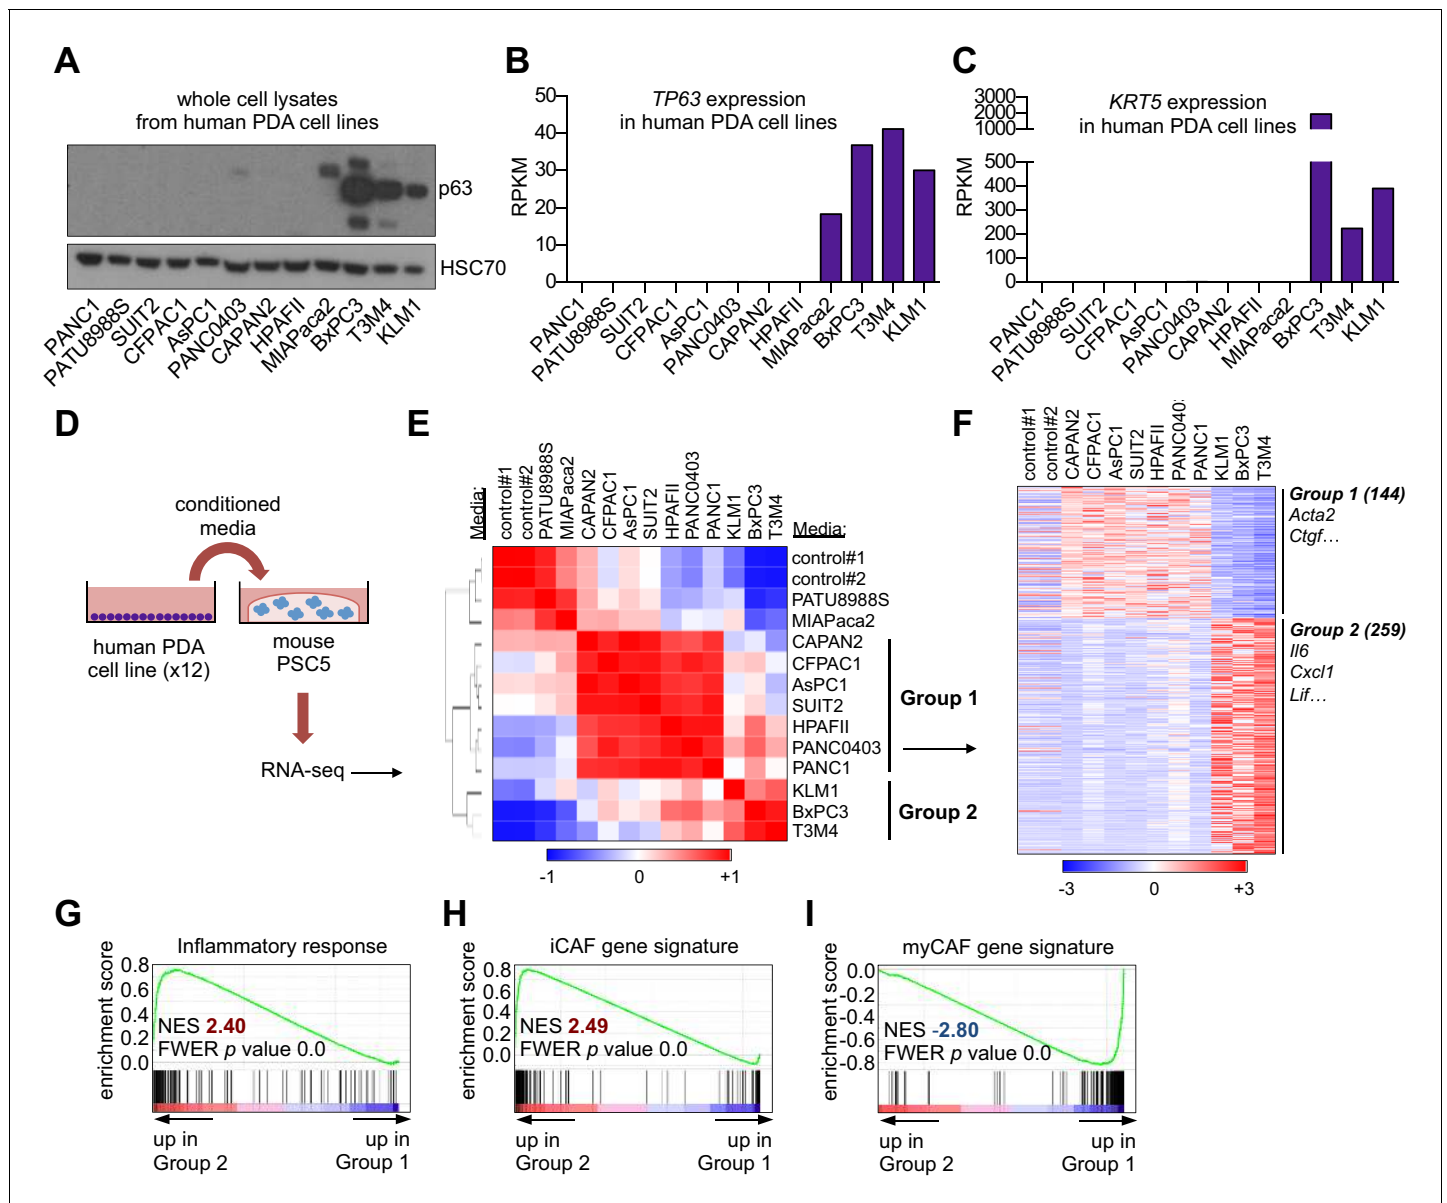 A
whole cell lysates
from human PDA cell lines
p63
HSC70
PANC1
PATU8988S
SUIT2
CFPAC1
AsPC1
PANC0403
CAPAN2
HPAFII
MIAPaca2
BxPC3
T3M4
KLM1
B
TP63 expression
in human PDA cell lines
RPKM
50
40
30
20
10
0
PANC1
PATU8988S
SUIT2
CFPAC1
AsPC1
PANC0403
CAPAN2
HPAFII
MIAPaca2
BxPC3
T3M4
KLM1
C
KRT5 expression
in human PDA cell lines
RPKM
3000
2000
1000
500
400
300
200
100
0
PANC1
PATU8988S
SUIT2
CFPAC1
AsPC1
PANC0403
CAPAN2
HPAFII
MIAPaca2
BxPC3
T3M4
KLM1
D
conditioned
media
human PDA
cell line (x12)
mouse
PSC5
RNA-seq
E
Media:
control#1
control#2
PATU8988S
MIAPaca2
CAPAN2
CFPAC1
AsPC1
SUIT2
HPAFII
PANC0403
PANC1
KLM1
BxPC3
T3M4
Media:
control#1
control#2
PATU8988S
MIAPaca2
CAPAN2
CFPAC1
AsPC1
SUIT2
HPAFII
PANC0403
PANC1
KLM1
BxPC3
T3M4
Group 1
Group 2
-1
0
+1
F
control#1
control#2
CAPAN2
CFPAC1
AsPC1
SUIT2
HPAFII
PANC040
PANC1
KLM1
BxPC3
T3M4
Group 1 (144)
Acta2
Ctgf…
Group 2 (259)
Il6
Cxcl1
Lif…
-3
0
+3
G
Inflammatory response
enrichment score
0.8
0.6
0.4
0.2
0.0
NES 2.40
FWER p value 0.0
up in
Group 2
up in
Group 1
H
iCAF gene signature
enrichment score
0.8
0.6
0.4
0.2
0.0
NES 2.49
FWER p value 0.0
up in
Group 2
up in
Group 1
I
myCAF gene signature
enrichment score
0.0
-0.2
-0.4
-0.6
-0.8
NES -2.80
FWER p value 0.0
up in
Group 2
up in
Group 1